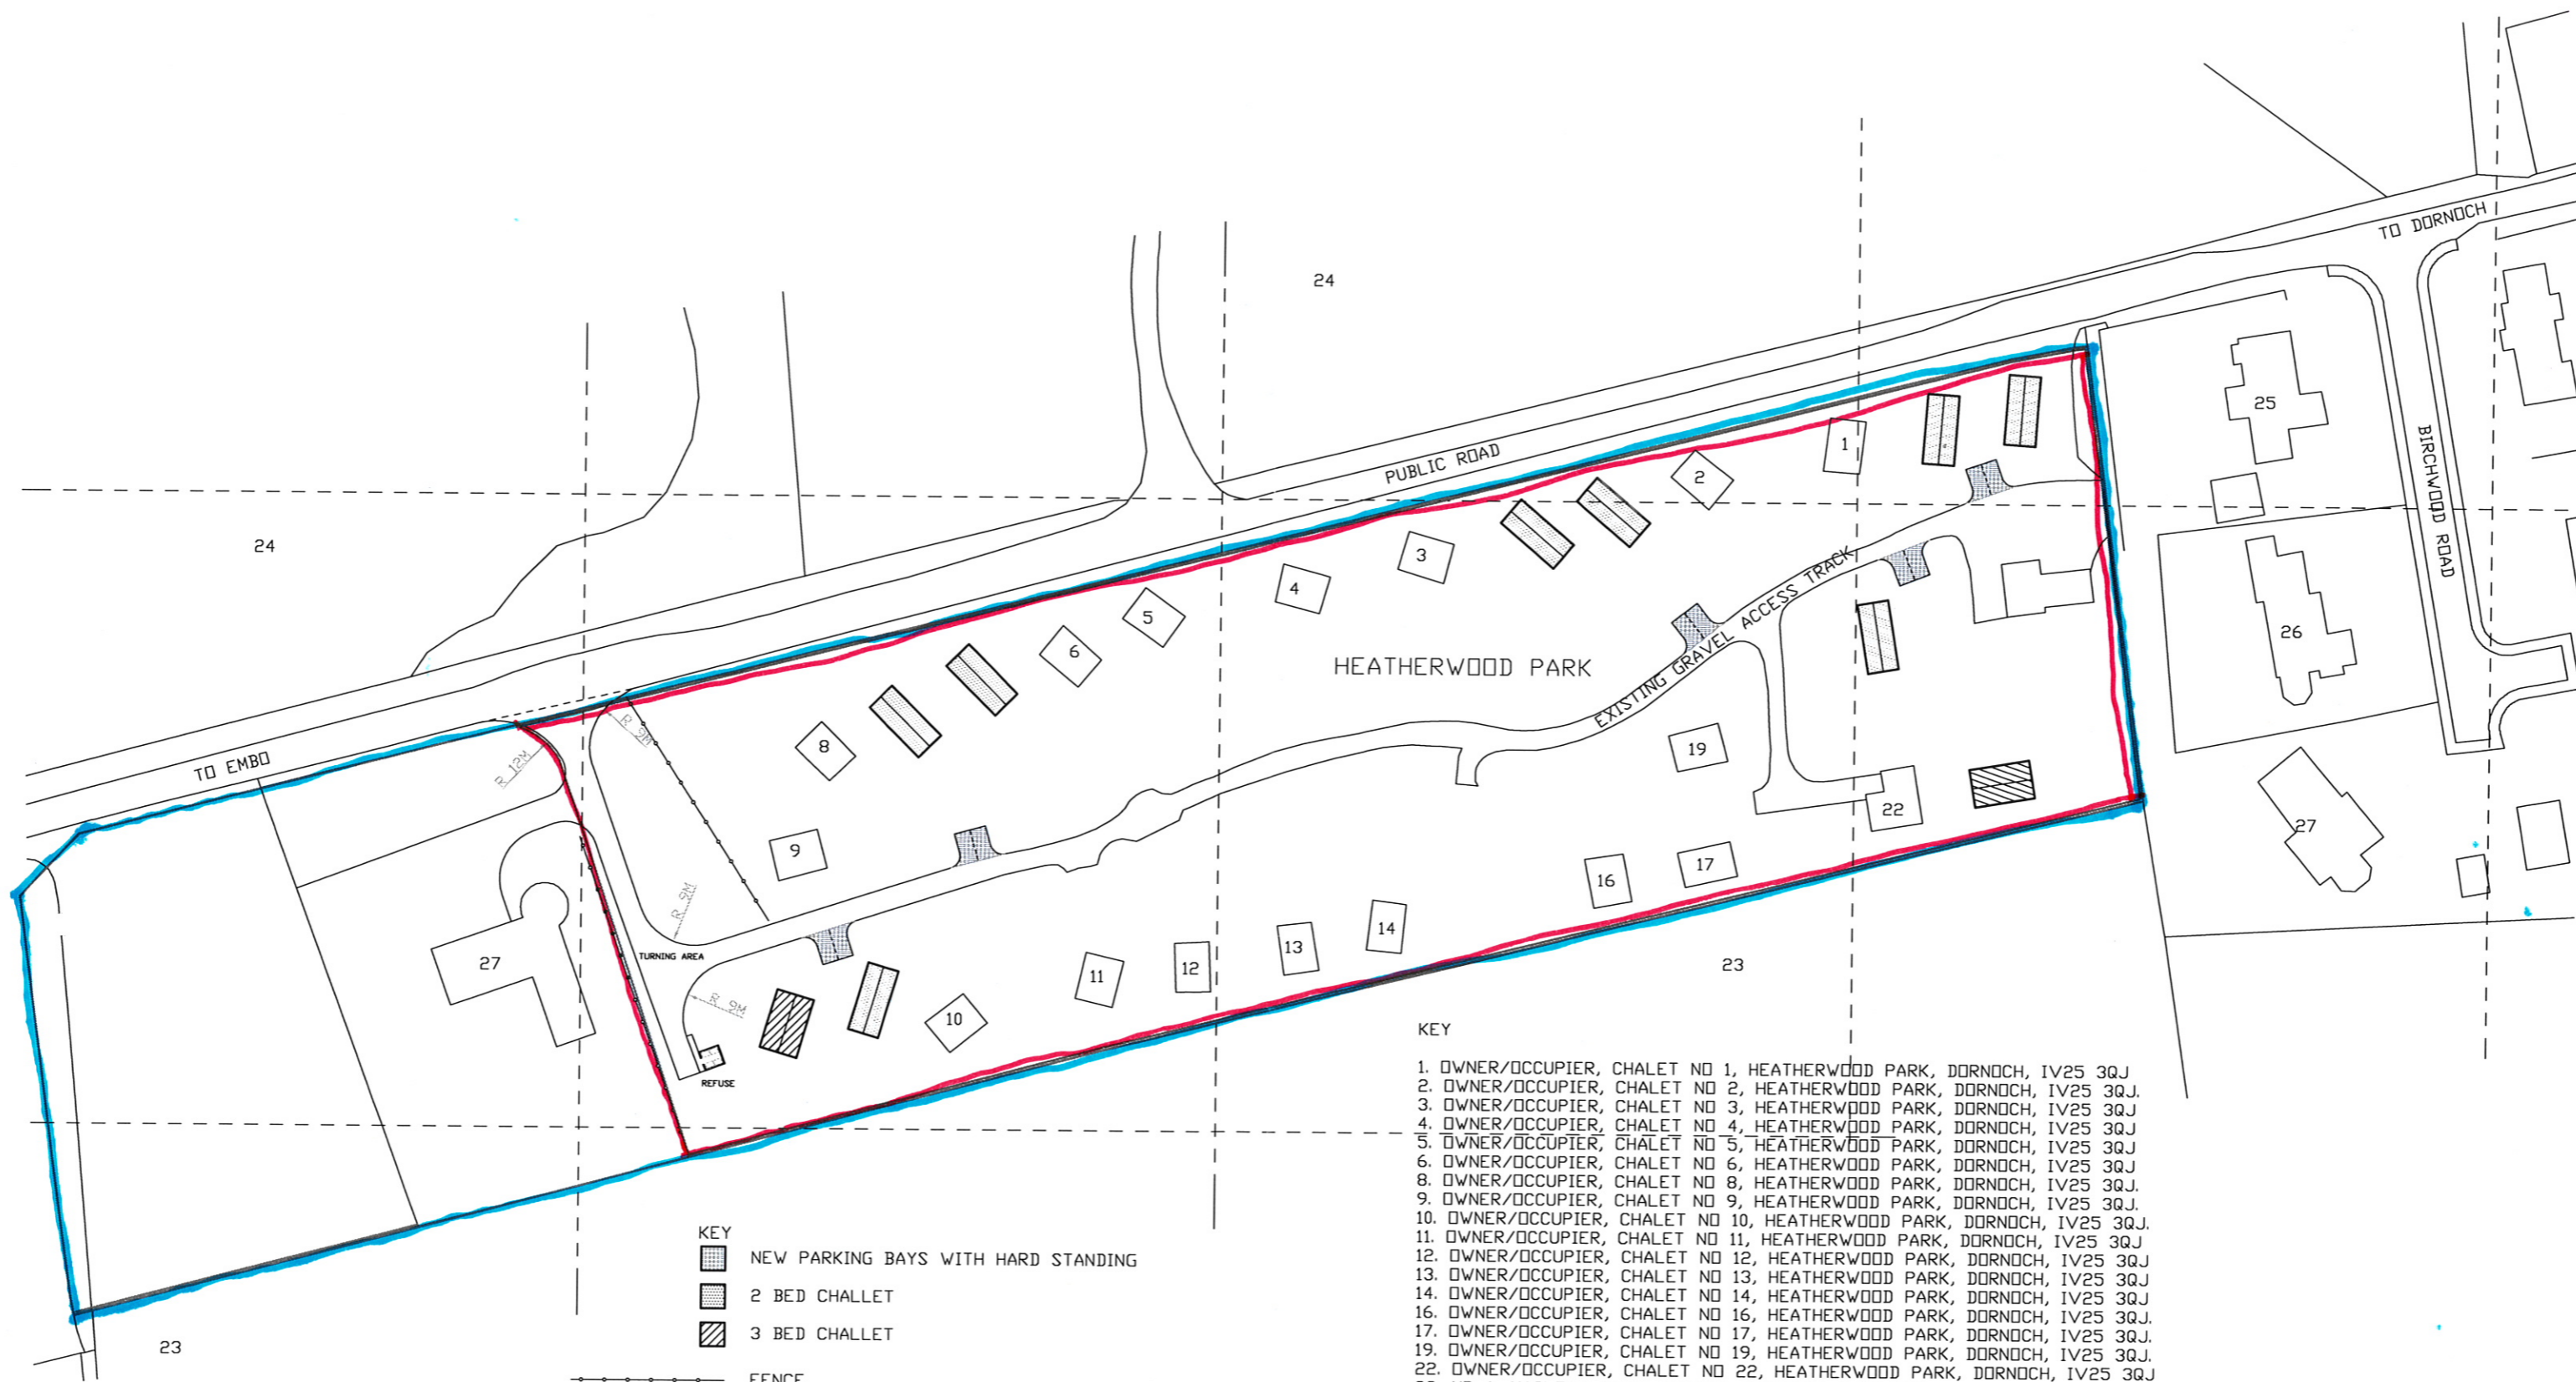 TO DORNOCH
24
25
BIRCHWOOD ROAD
1
PUBLIC ROAD
2
24
3
4
EXISTING GRAVEL ACCESS TRACK
5
26
6
HEATHERWOOD PARK
R 9M
8
19
R 12M
TO EMBO
22
27
9
17
16
R 9M
14
13
TURNING AREA
27
12
11
23
R 9M
10
REFUSE
KEY
1. OWNER/OCCUPIER, CHALET NO 1, HEATHERWOOD PARK, DORNOCH, IV25 3QJ
2. OWNER/OCCUPIER, CHALET NO 2, HEATHERWOOD PARK, DORNOCH, IV25 3QJ.
3. OWNER/OCCUPIER, CHALET NO 3, HEATHERWOOD PARK, DORNOCH, IV25 3QJ
4. OWNER/OCCUPIER, CHALET NO 4, HEATHERWOOD PARK, DORNOCH, IV25 3QJ
5. OWNER/OCCUPIER, CHALET NO 5, HEATHERWOOD PARK, DORNOCH, IV25 3QJ
6. OWNER/OCCUPIER, CHALET NO 6, HEATHERWOOD PARK, DORNOCH, IV25 3QJ
8. OWNER/OCCUPIER, CHALET NO 8, HEATHERWOOD PARK, DORNOCH, IV25 3QJ.
9. OWNER/OCCUPIER, CHALET NO 9, HEATHERWOOD PARK, DORNOCH, IV25 3QJ.
10. OWNER/OCCUPIER, CHALET NO 10, HEATHERWOOD PARK, DORNOCH, IV25 3QJ.
11. OWNER/OCCUPIER, CHALET NO 11, HEATHERWOOD PARK, DORNOCH, IV25 3QJ
12. OWNER/OCCUPIER, CHALET NO 12, HEATHERWOOD PARK, DORNOCH, IV25 3QJ
13. OWNER/OCCUPIER, CHALET NO 13, HEATHERWOOD PARK, DORNOCH, IV25 3QJ
14. OWNER/OCCUPIER, CHALET NO 14, HEATHERWOOD PARK, DORNOCH, IV25 3QJ
16. OWNER/OCCUPIER, CHALET NO 16, HEATHERWOOD PARK, DORNOCH, IV25 3QJ.
17. OWNER/OCCUPIER, CHALET NO 17, HEATHERWOOD PARK, DORNOCH, IV25 3QJ.
19. OWNER/OCCUPIER, CHALET NO 19, HEATHERWOOD PARK, DORNOCH, IV25 3QJ.
22. OWNER/OCCUPIER, CHALET NO 22, HEATHERWOOD PARK, DORNOCH, IV25 3QJ
KEY
NEW PARKING BAYS WITH HARD STANDING
2 BED CHALLET
3 BED CHALLET
FENCE
23
27